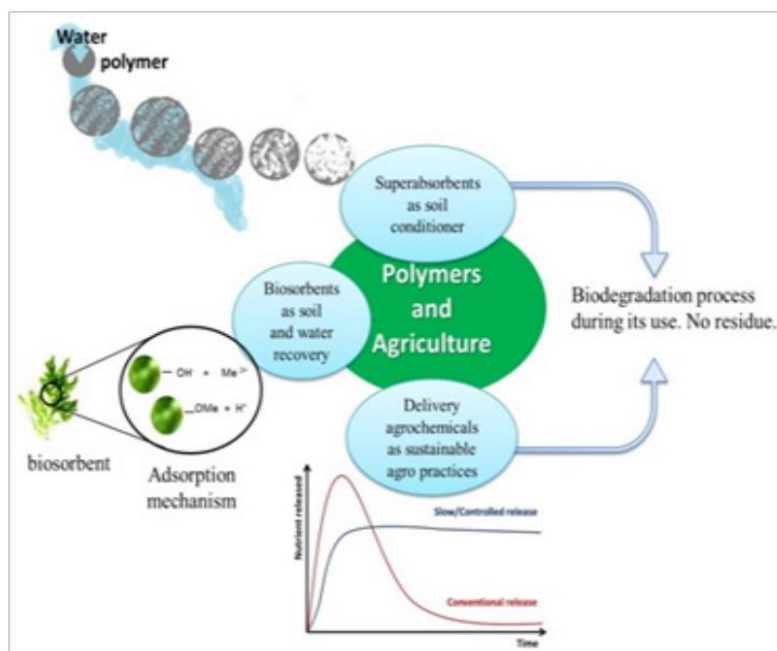 Water
polymer
Superabsorbents
as soil
conditioner
Polymers
and
Agriculture
Biosorbents
as soil
and water
recovery
Biodegradation process
during its use. No residue.
OH⁻ + Me²⁺
OMe + H⁺
biosorbent
Adsorption
mechanism
Delivery
agrochemicals
as sustainable
agro practices
Nutrient released
Slow/Controlled release
Conventional release
Time